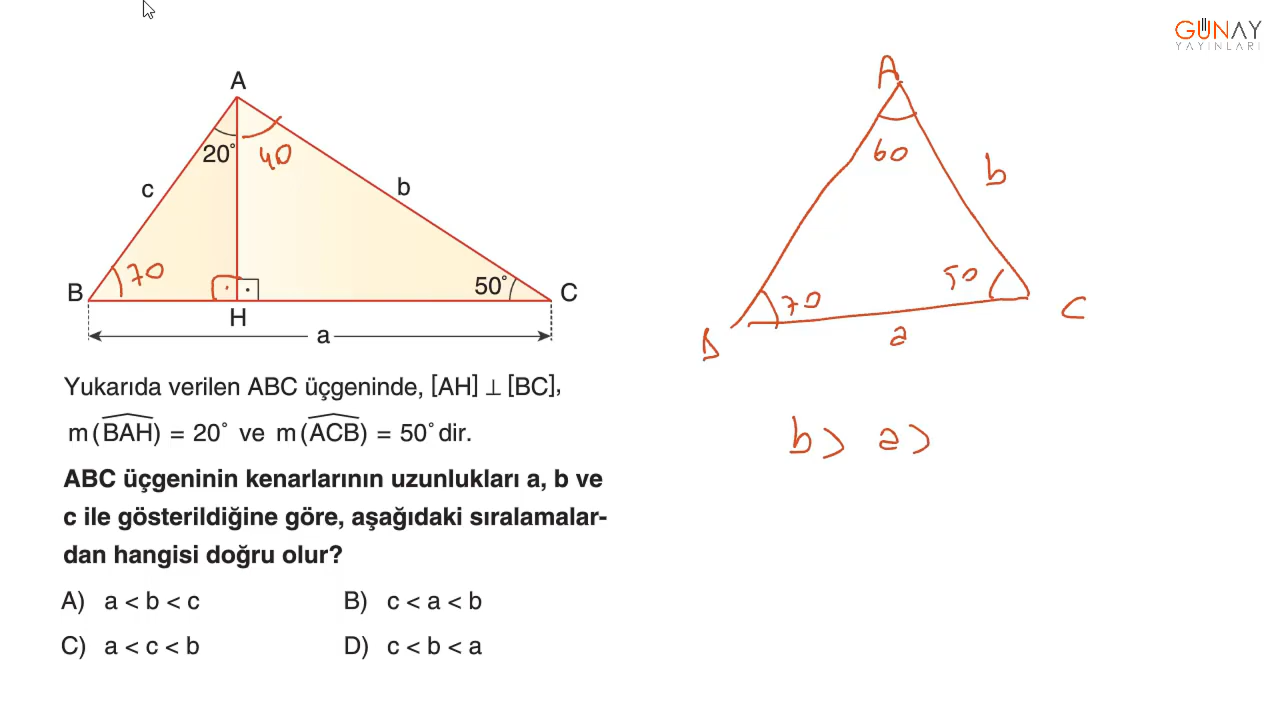 GÜNAY
YAYINLARI
A
20°
40
c
b
B
70
50°
C
H
a
Yukarıda verilen ABC üçgeninde, [AH] ⊥ [BC],
m(BAH) = 20° ve m(ACB) = 50° dir.
ABC üçgeninin kenarlarının uzunlukları a, b ve
c ile gösterildiğine göre, aşağıdaki sıralamalar-
dan hangisi doğru olur?
A) a < b < c
B) c < a < b
C) a < c < b
D) c < b < a
A
60
b
50
70
C
B
a
b > a >